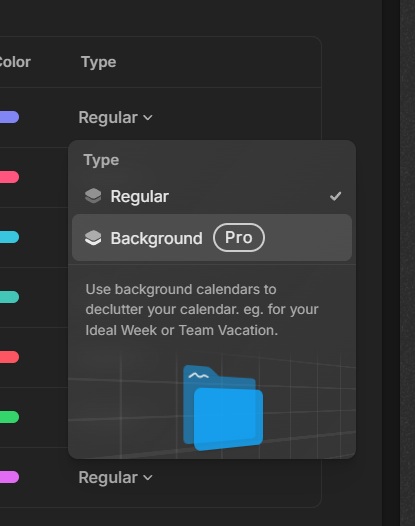 Color
Type
Regular
Type
Regular
Background Pro
Use background calendars to
declutter your calendar. eg. for your
Ideal Week or Team Vacation.
Regular